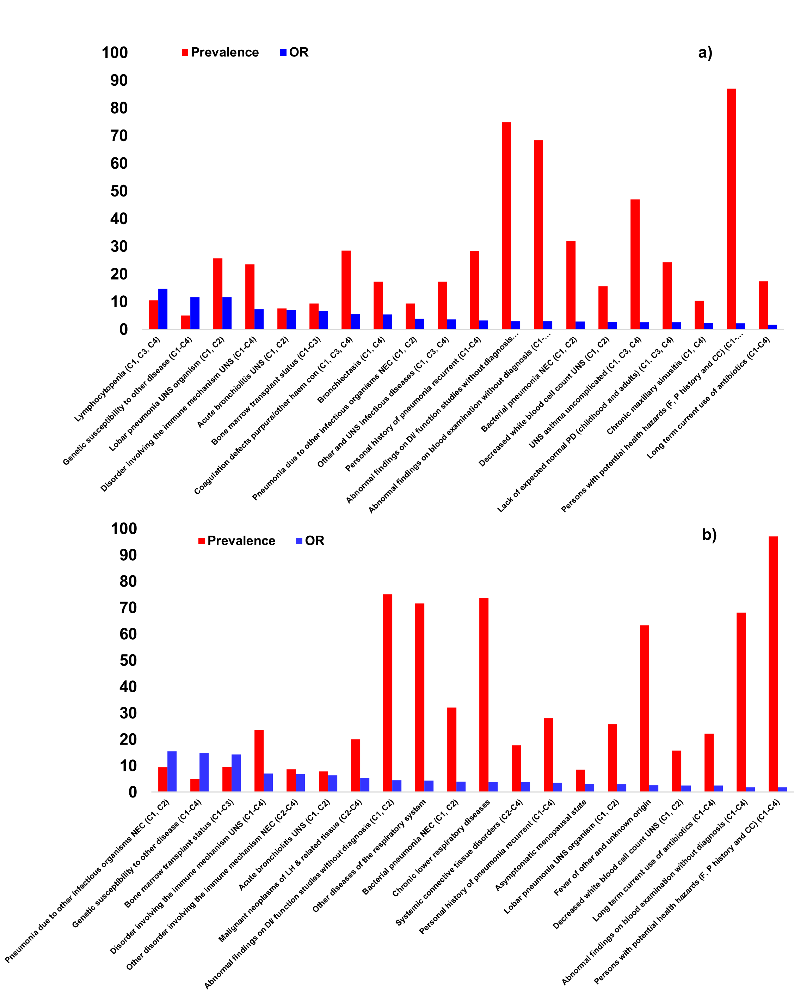 Prevalence OR a)
100
90
80
70
60
50
40
30
20
10
0
Lymphocytopenia (C1, C3, C4)
Genetic susceptibility to other disease (C1-C4)
Lobar pneumonia UNS organism (C1, C2)
Disorder involving the immune mechanism UNS (C1-C4)
Acute bronchiolitis UNS (C1, C2)
Bone marrow transplant status (C1-C3)
Coagulation defects purpura/other haem con (C1, C3, C4)
Bronchiectasis (C1, C4)
Pneumonia due to other infectious organisms NEC (C1, C2)
Other and UNS infectious diseases (C1, C3, C4)
Personal history of pneumonia recurrent (C1-C4)
Abnormal findings on DI/ function studies without diagnosis…
Abnormal findings on blood examination without diagnosis (C1-…
Bacterial pneumonia NEC (C1, C2)
Decreased white blood cell count UNS (C1, C2)
UNS asthma uncomplicated (C1, C3, C4)
Lack of expected normal PD (childhood and adults) (C1, C3, C4)
Chronic maxillary sinusitis (C1, C4)
Persons with potential health hazards (F, P history and CC) (C1-…
Long term current use of antibiotics (C1-C4)
Prevalence OR b)
100
90
80
70
60
50
40
30
20
10
0
Pneumonia due to other infectious organisms NEC (C1, C2)
Genetic susceptibility to other disease (C1-C4)
Bone marrow transplant status (C1-C3)
Disorder involving the immune mechanism UNS (C1-C4)
Other disorder involving the immune mechanism NEC (C2-C4)
Acute bronchiolitis UNS (C1, C2)
Malignant neoplasms of LH & related tissue (C2-C4)
Abnormal findings on DI/ function studies without diagnosis (C1, C2)
Other diseases of the respiratory system
Bacterial pneumonia NEC (C1, C2)
Chronic lower respiratory diseases
Systemic connective tissue disorders (C2-C4)
Personal history of pneumonia recurrent (C1-C4)
Asymptomatic menopausal state
Lobar pneumonia UNS organism (C1, C2)
Fever of other and unknown origin
Decreased white blood cell count UNS (C1, C2)
Long term current use of antibiotics (C1-C4)
Abnormal findings on blood examination without diagnosis (C1-C4)
Persons with potential health hazards (F, P history and CC) (C1-C4)